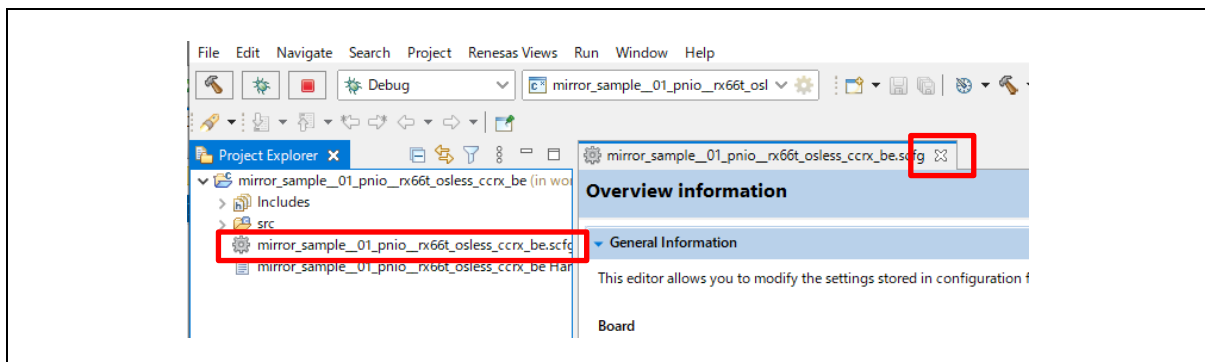 File Edit Navigate Search Project Renesas Views Run Window Help
Debug mirror_sample__01_pnio__rx66t_osl
Project Explorer mirror_sample__01_pnio__rx66t_osless_ccrx_be.scfg
mirror_sample__01_pnio__rx66t_osless_ccrx_be (in wor
Overview information
Includes
src
mirror_sample__01_pnio__rx66t_osless_ccrx_be.scfg
General Information
mirror_sample__01_pnio__rx66t_osless_ccrx_be Har
This editor allows you to modify the settings stored in configuration f
Board